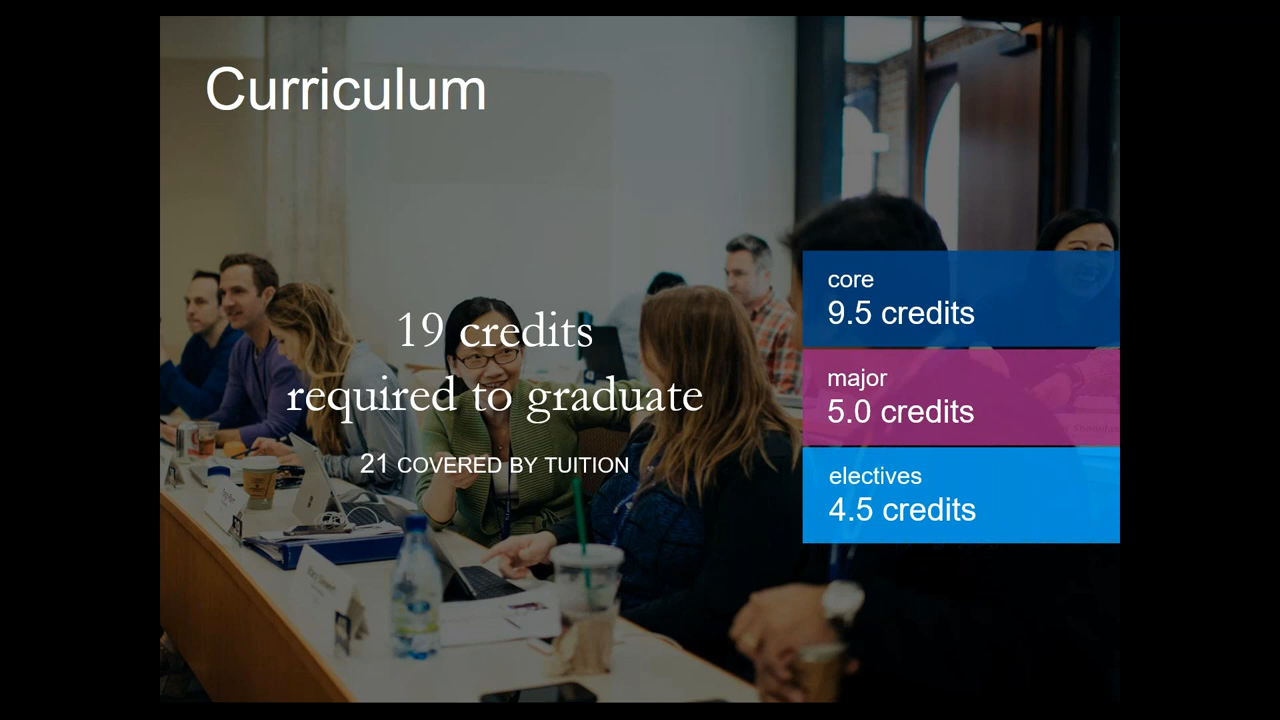 Curriculum
19 credits
required to graduate
21 COVERED BY TUITION
core
9.5 credits
major
5.0 credits
electives
4.5 credits